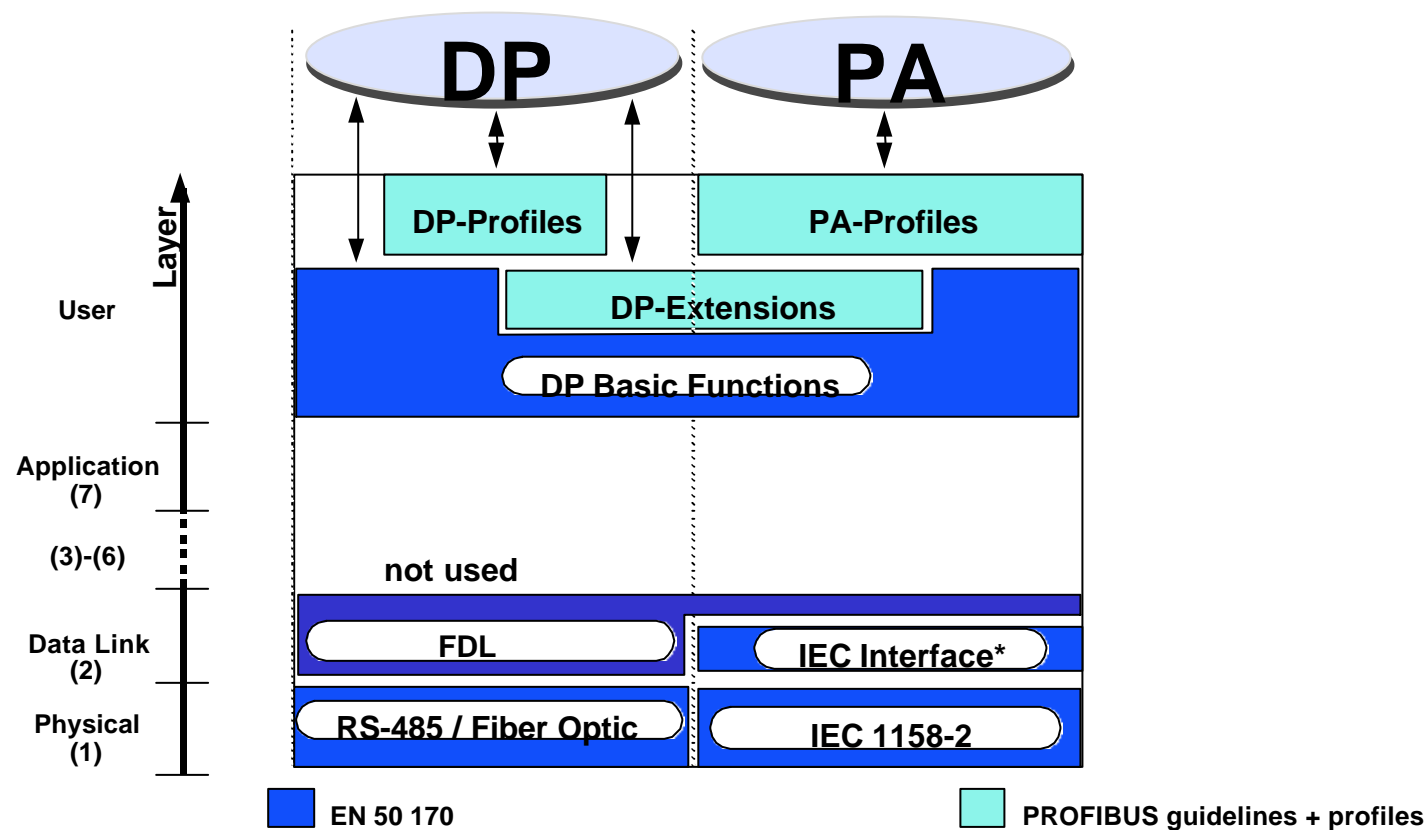 DP
PA
Layer
DP-Profiles
PA-Profiles
User
DP-Extensions
DP Basic Functions
Application
(7)
(3)-(6)
not used
Data Link
(2)
FDL
IEC Interface*
Physical
(1)
RS-485 / Fiber Optic
IEC 1158-2
EN 50 170
PROFIBUS guidelines + profiles